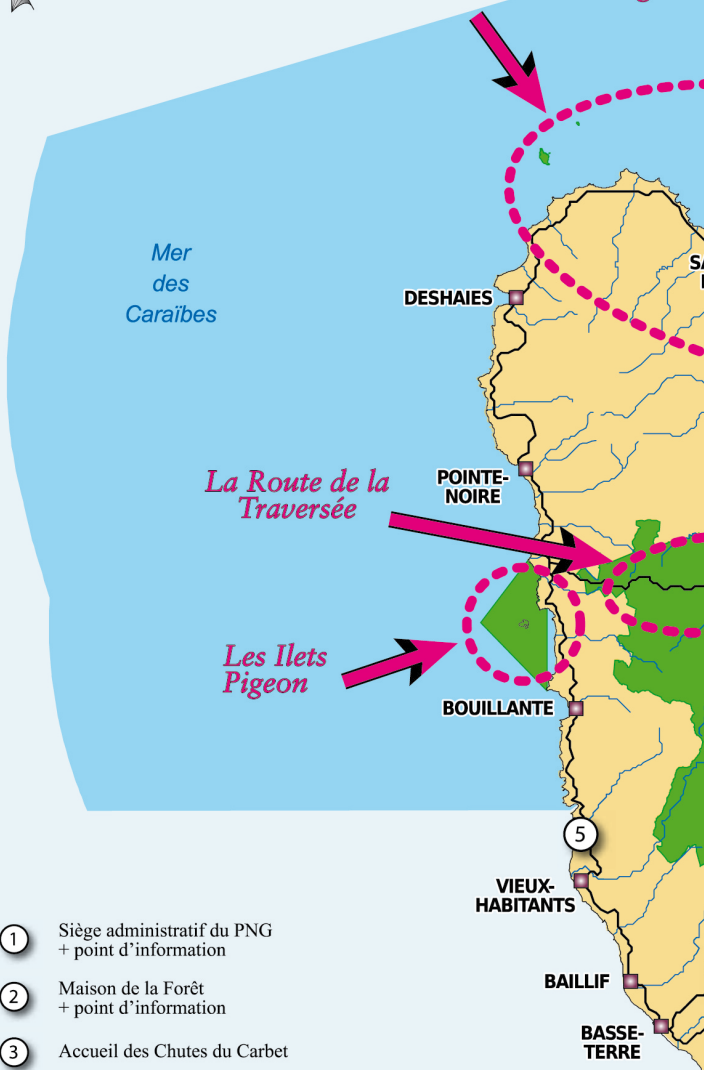 Mer
des
Caraïbes
DESHAIES
POINTE-
NOIRE
La Route de la
Traversée
Les Ilets
Pigeon
BOUILLANTE
5
VIEUX-
HABITANTS
1 Siège administratif du PNG
+ point d’information
2 Maison de la Forêt
+ point d’information
3 Accueil des Chutes du Carbet
BAILLIF
BASSE-
TERRE